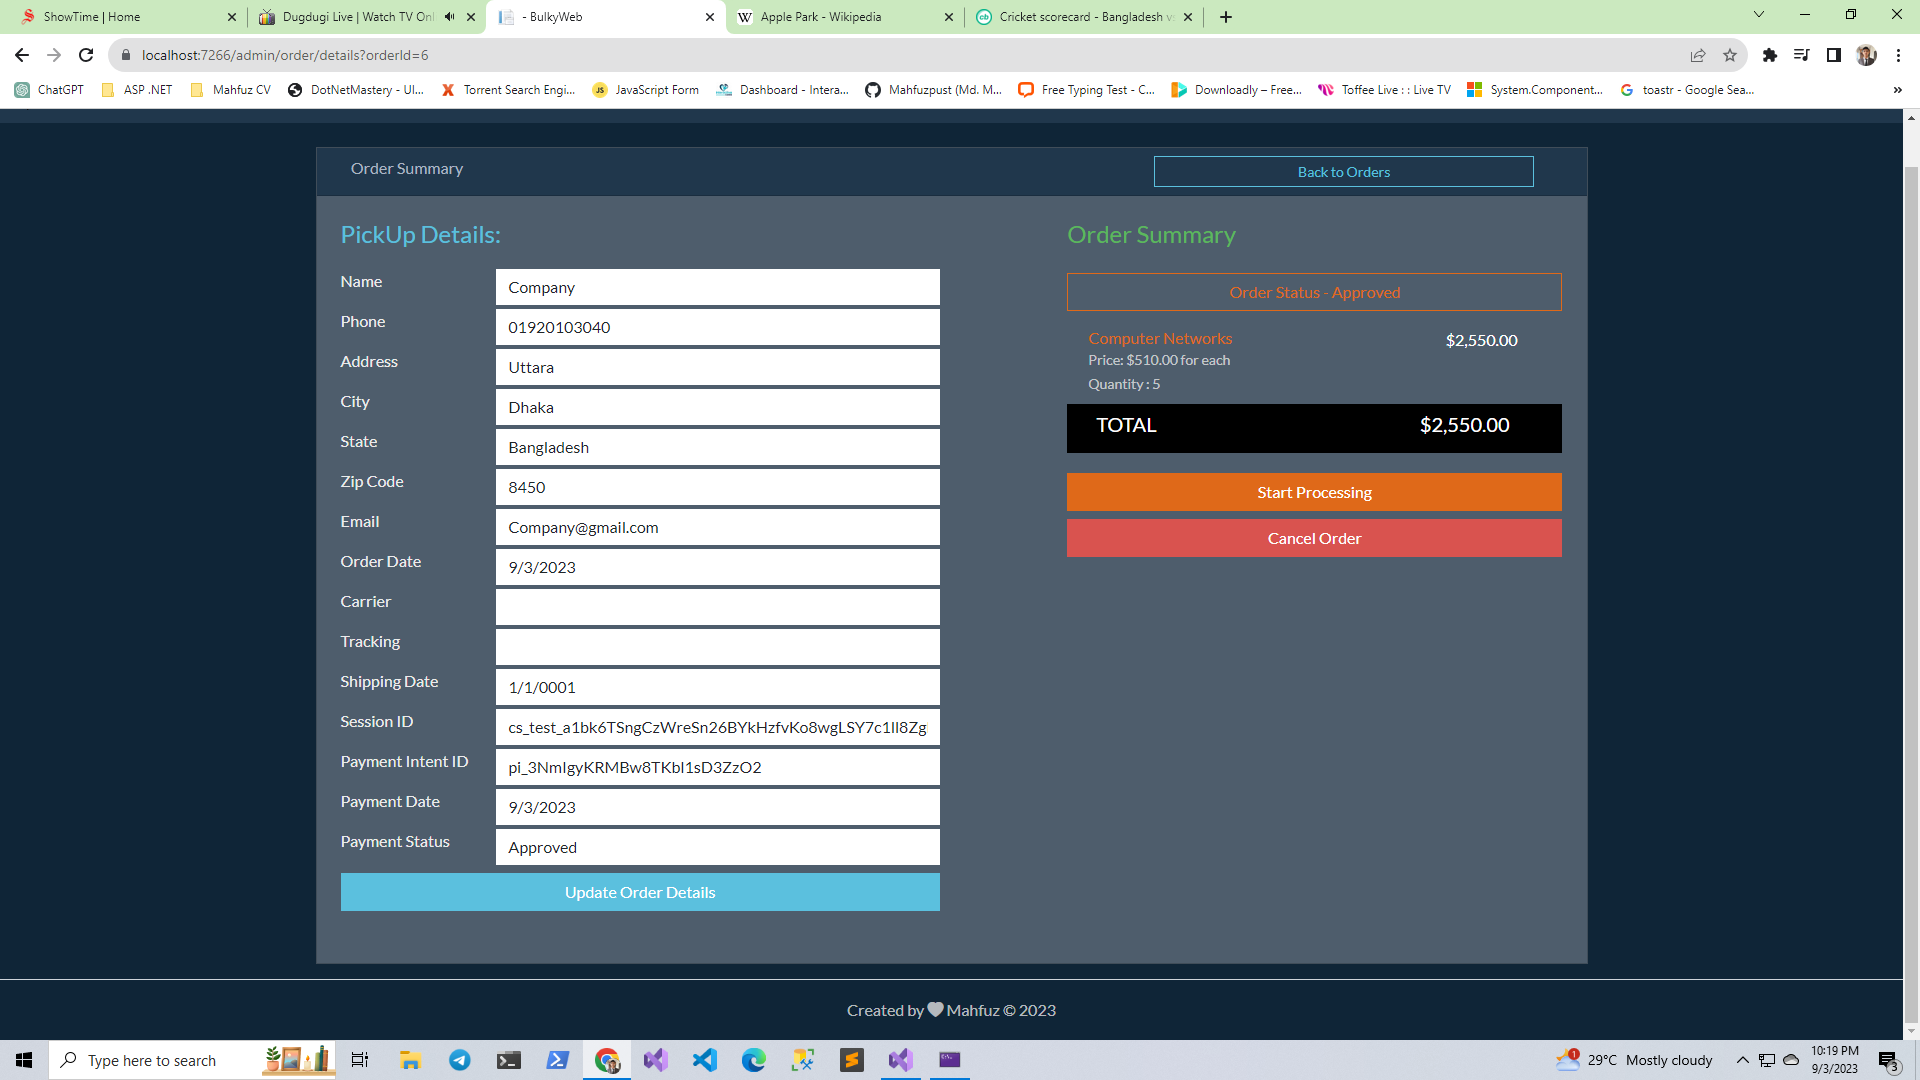 ShowTime | Home
Dugdugi Live | Watch TV Onl
- BulkyWeb
Apple Park - Wikipedia
Cricket scorecard - Bangladesh v
localhost:7266/admin/order/details?orderId=6
ChatGPT
ASP .NET
Mahfuz CV
DotNetMastery - UI...
Torrent Search Engi...
JavaScript Form
Dashboard - Intera...
Mahfuzpust (Md. M...
Free Typing Test - C...
Downloadly – Free...
Toffee Live : : Live TV
System.Component...
toastr - Google Sea...
»
Order Summary
Back to Orders
PickUp Details:
Name
Company
Phone
01920103040
Address
Uttara
City
Dhaka
State
Bangladesh
Zip Code
8450
Email
Company@gmail.com
Order Date
9/3/2023
Carrier
Tracking
Shipping Date
1/1/0001
Session ID
Payment Intent ID
Payment Date
9/3/2023
Payment Status
Approved
Update Order Details
Order Summary
Order Status - Approved
Computer Networks
$2,550.00
Price: $510.00 for each
Quantity : 5
TOTAL
$2,550.00
Start Processing
Cancel Order
Created by Mahfuz © 2023
Type here to search
1
29°C Mostly cloudy
10:19 PM
9/3/2023
3